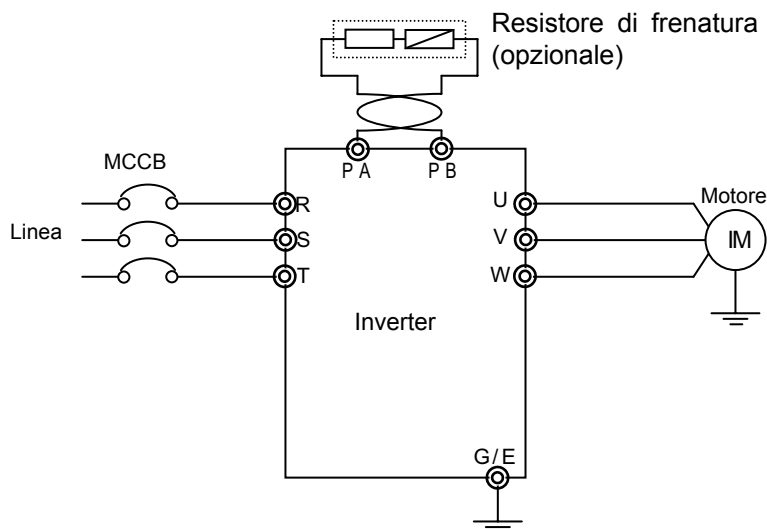 Resistore di frenatura
(opzionale)
P A
P B
MCCB
Linea
R
S
T
U
V
W
Motore
IM
Inverter
G/E